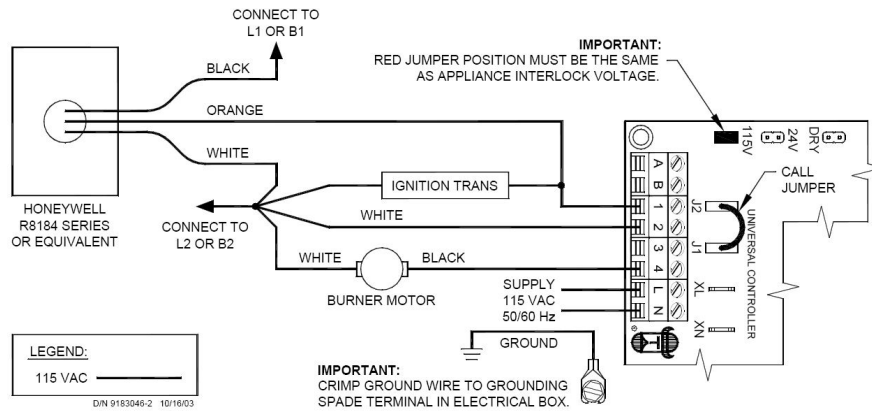 CONNECT TO
L1 OR B1
BLACK
ORANGE
WHITE
HONEYWELL
R8184 SERIES
OR EQUIVALENT
CONNECT TO
L2 OR B2
IGNITION TRANS
WHITE
WHITE
BLACK
BURNER MOTOR
IMPORTANT:
RED JUMPER POSITION MUST BE THE SAME
AS APPLIANCE INTERLOCK VOLTAGE.
115V
24V
DRY
CALL
JUMPER
A
B
1
2
3
4
L
N
J2
J1
UNIVERSAL CONTROLLER
XL
XN
SUPPLY
115 VAC
50/60 Hz
GROUND
IMPORTANT:
CRIMP GROUND WIRE TO GROUNDING
SPADE TERMINAL IN ELECTRICAL BOX.
LEGEND:
115 VAC
D/N 9183046-2 10/16/03